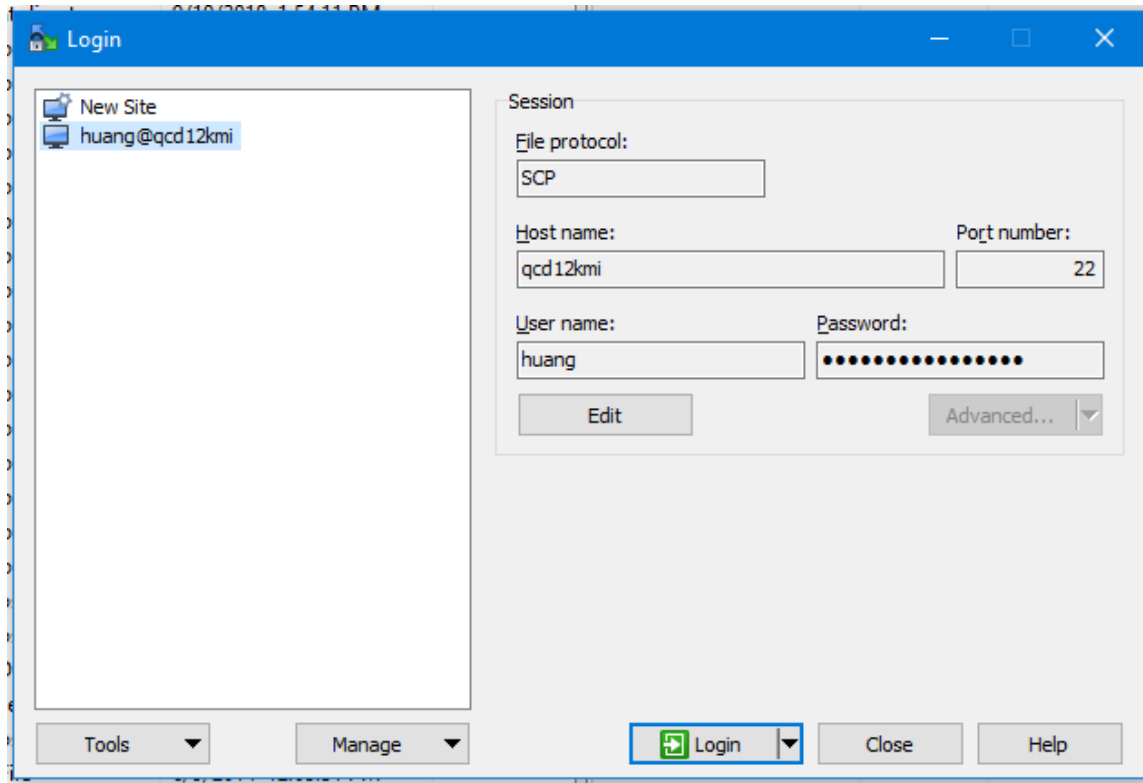 Login
New Site
huang@qcd12kmi
Session
File protocol:
SCP
Host name:
Port number:
qcd12kmi
22
User name:
Password:
huang
••••••••••••••••
Edit
Advanced...
Tools
Manage
Login
Close
Help